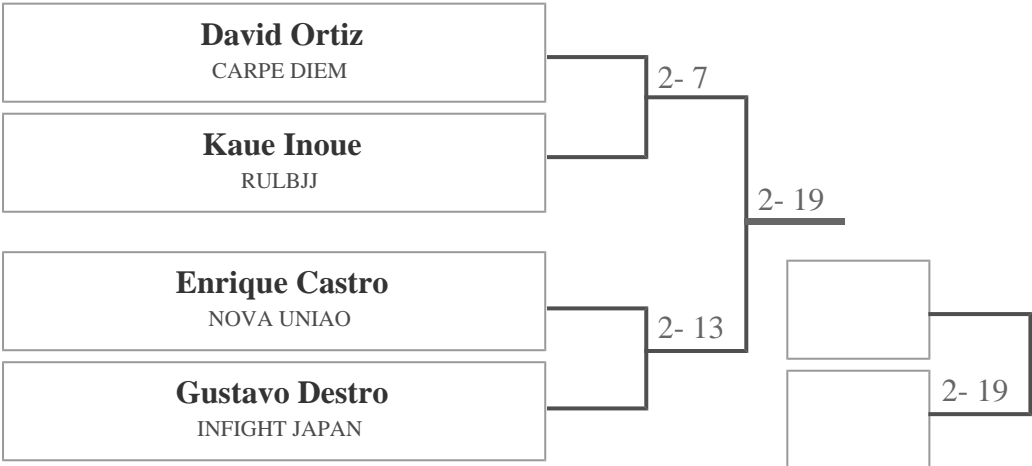 David Ortiz
CARPE DIEM
2- 7
Kaue Inoue
RULBJJ
2- 19
Enrique Castro
NOVA UNIAO
2- 13
Gustavo Destro
INFIGHT JAPAN
2- 19